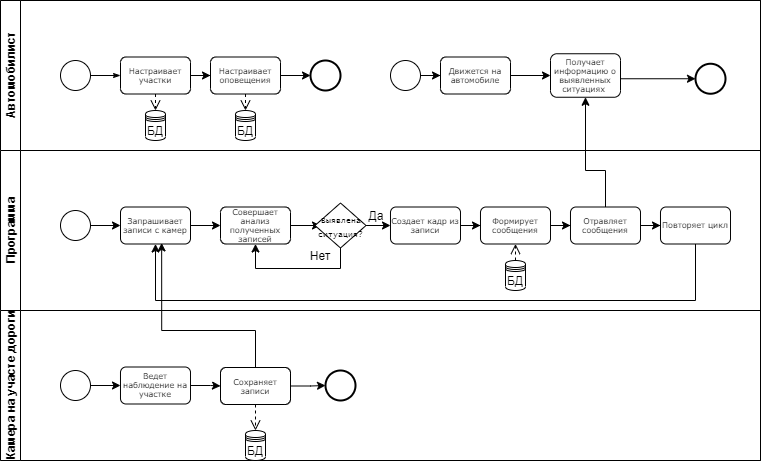 Автомобилист
Настраивает
участки
Настраивает
оповещения
БД
БД
Движется на
автомобиле
Получает
информацию о
выявленных
ситуациях
Программа
Запрашивает
записи с камер
Совершает
анализ
полученных
записей
выявлена
ситуация?
Да
Нет
Создает кадр из
записи
Формирует
сообщения
БД
Отравляет
сообщения
Повторяет цикл
Камера на участе дороги
Ведет
наблюдение на
участке
Сохраняет
записи
БД